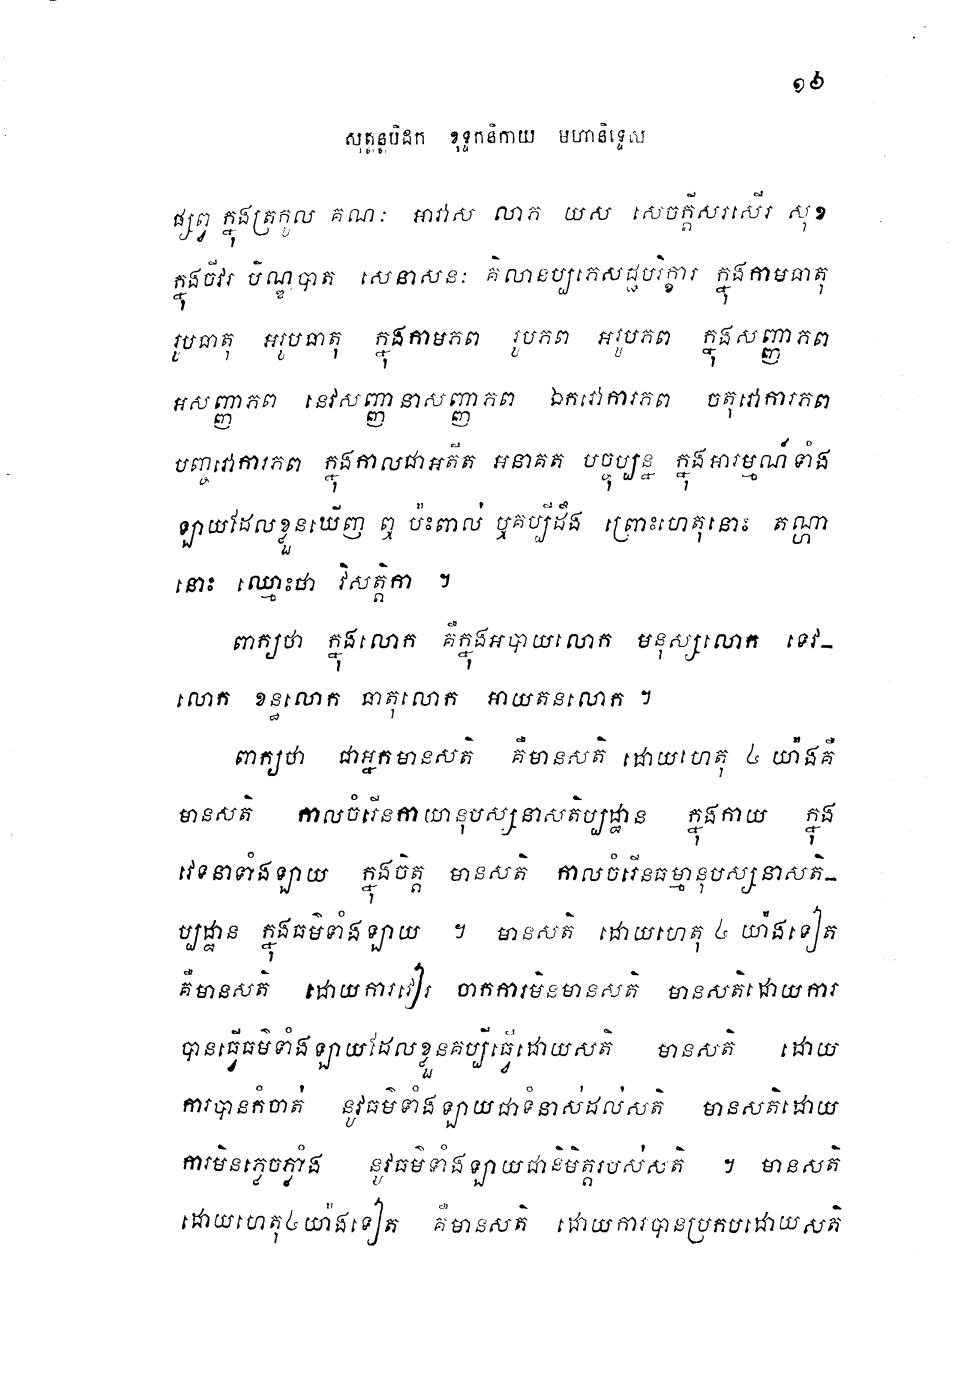 ១៦
សុត្តន្តបិដក ខុទ្ទកនិកាយ មហានិទ្ទេស
ផ្សព្វ ក្នុងត្រកូល គណៈ អាវាស លាភ យស សេចក្តីសរសើរ សុខ
ក្នុងចីវរ បិណ្ឌបាត សេនាសនៈ គិលានប្បភេសជ្ជបរិក្ខារ ក្នុងកាមធាតុ
រូបធាតុ អរូបធាតុ ក្នុងកាមភព រូបភព អរូបភព ក្នុងសញ្ញាភព
អសញ្ញាភព នេវសញ្ញានាសញ្ញាភព ឯកវោការភព ចតុវោការភព
បញ្ចវោការភព ក្នុងកាលជាអតីត អនាគត បច្ចុប្បន្ន ក្នុងអារម្មណ៍ទាំង
ឡាយដែលខ្លួនឃើញ ឮ ប៉ះពាល់ ឬគប្បីដឹង ព្រោះហេតុនោះ តណ្ហា
នោះ ឈ្មោះថា វិសត្តិកា ។
ពាក្យថា ក្នុងលោក គឺក្នុងអបាយលោក មនុស្សលោក ទេវ–
លោក ខន្ធលោក ធាតុលោក អាយតនលោក ។
ពាក្យថា ជាអ្នកមានសតិ គឺមានសតិ ដោយហេតុ ៤ យ៉ាងគឺ
មានសតិ កាលចំរើនកាយានុបស្សនាសតិប្បដ្ឋាន ក្នុងកាយ ក្នុង
វេទនាទាំងឡាយ ក្នុងចិត្ត មានសតិ កាលចំរើនធម្មានុបស្សនាសតិ–
ប្បដ្ឋាន ក្នុងធម៌ទាំងឡាយ ។ មានសតិ ដោយហេតុ ៤ យ៉ាងទៀត
គឺមានសតិ ដោយការវៀរ ចាកការមិនមានសតិ មានសតិដោយការ
បានធ្វើធម៌ទាំងឡាយដែលខ្លួនគប្បីធ្វើដោយសតិ មានសតិ ដោយ
ការបានកំចាត់ នូវធម៌ទាំងឡាយជាទំនាស់ដល់សតិ មានសតិដោយ
ការមិនភ្លេចភ្លាំង នូវធម៌ទាំងឡាយជានិមិត្តរបស់សតិ ។ មានសតិ
ដោយហេតុ៤យ៉ាងទៀត គឺមានសតិ ដោយការបានប្រកបដោយសតិ